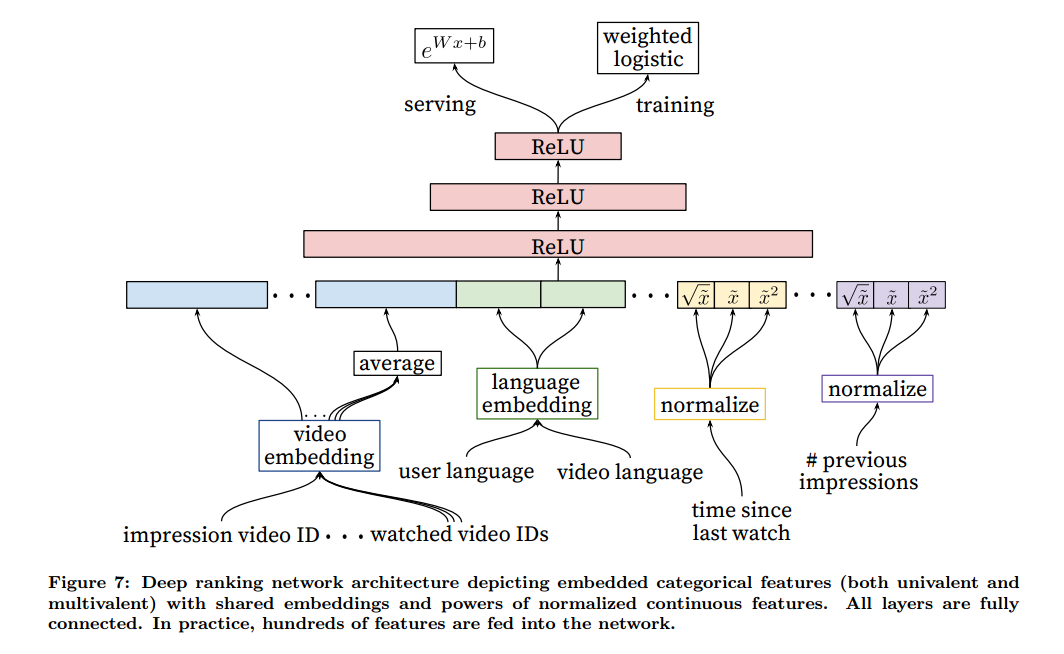 e^{Wx+b}
weighted
logistic
serving
training
ReLU
ReLU
ReLU
. . .
. . .
√x̃ x̃ x̃²
. . .
√x̃ x̃ x̃²
average
language
embedding
normalize
normalize
. . .
video
embedding
user language
video language
# previous
impressions
time since
last watch
impression video ID . . . watched video IDs
Figure 7: Deep ranking network architecture depicting embedded categorical features (both univalent and
multivalent) with shared embeddings and powers of normalized continuous features. All layers are fully
connected. In practice, hundreds of features are fed into the network.